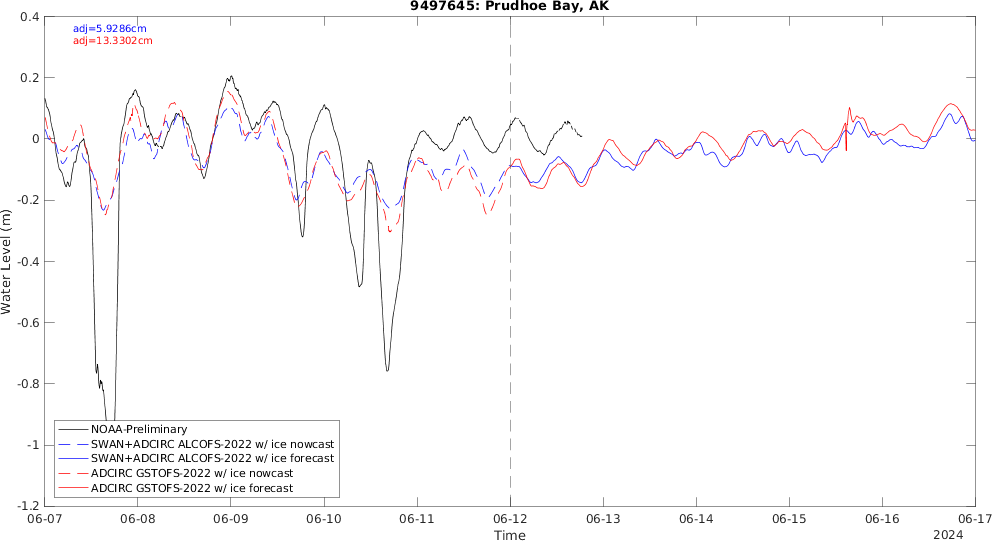 9497645: Prudhoe Bay, AK
adj=5.9286cm
adj=13.3302cm
0.4
0.2
0
-0.2
-0.4
-0.6
-0.8
-1
-1.2
Water Level (m)
NOAA-Preliminary
SWAN+ADCIRC ALCOFS-2022 w/ ice nowcast
SWAN+ADCIRC ALCOFS-2022 w/ ice forecast
ADCIRC GSTOFS-2022 w/ ice nowcast
ADCIRC GSTOFS-2022 w/ ice forecast
06-07 06-08 06-09 06-10 06-11 06-12 06-13 06-14 06-15 06-16 06-17
Time
2024